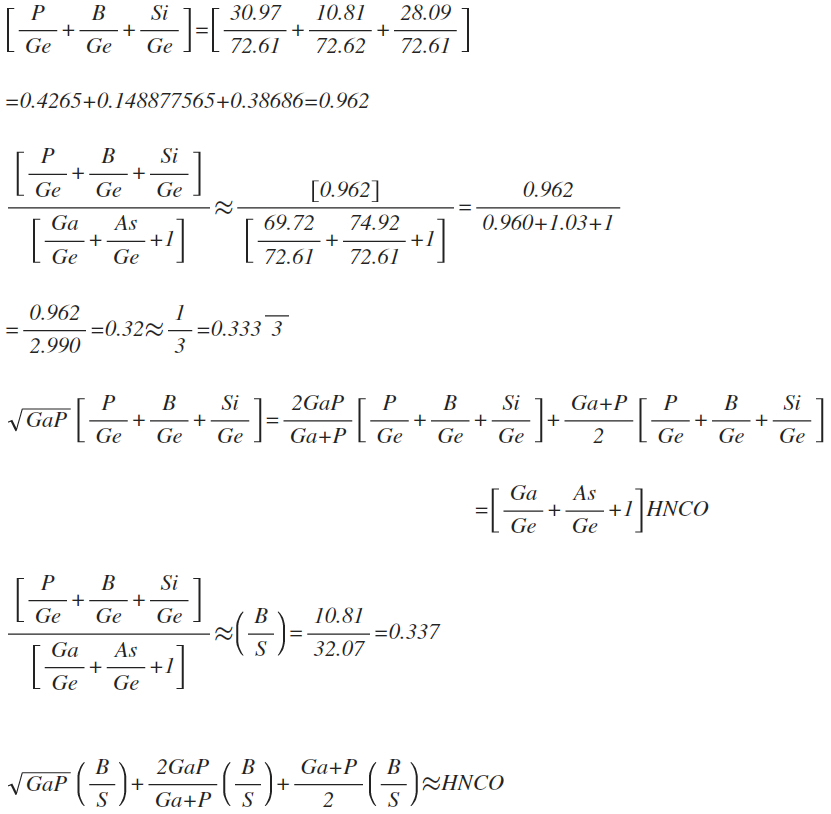 [ P/Ge + B/Ge + Si/Ge ]=[ 30.97/72.61 + 10.81/72.62 + 28.09/72.61 ]
=0.4265+0.148877565+0.38686=0.962
[ P/Ge + B/Ge + Si/Ge ] / [ Ga/Ge + As/Ge +1 ] ≈ [0.962] / [ 69.72/72.61 + 74.92/72.61 +1 ] = 0.962 / 0.960+1.03+1
= 0.962/2.990 =0.32≈ 1/3 =0.333 3̅
√GaP [ P/Ge + B/Ge + Si/Ge ]= 2GaP/Ga+P [ P/Ge + B/Ge + Si/Ge ]+ Ga+P/2 [ P/Ge + B/Ge + Si/Ge ]
=[ Ga/Ge + As/Ge +1 ]HNCO
[ P/Ge + B/Ge + Si/Ge ] / [ Ga/Ge + As/Ge +1 ] ≈( B/S )= 10.81/32.07 =0.337
√GaP ( B/S )+ 2GaP/Ga+P ( B/S )+ Ga+P/2 ( B/S )≈HNCO